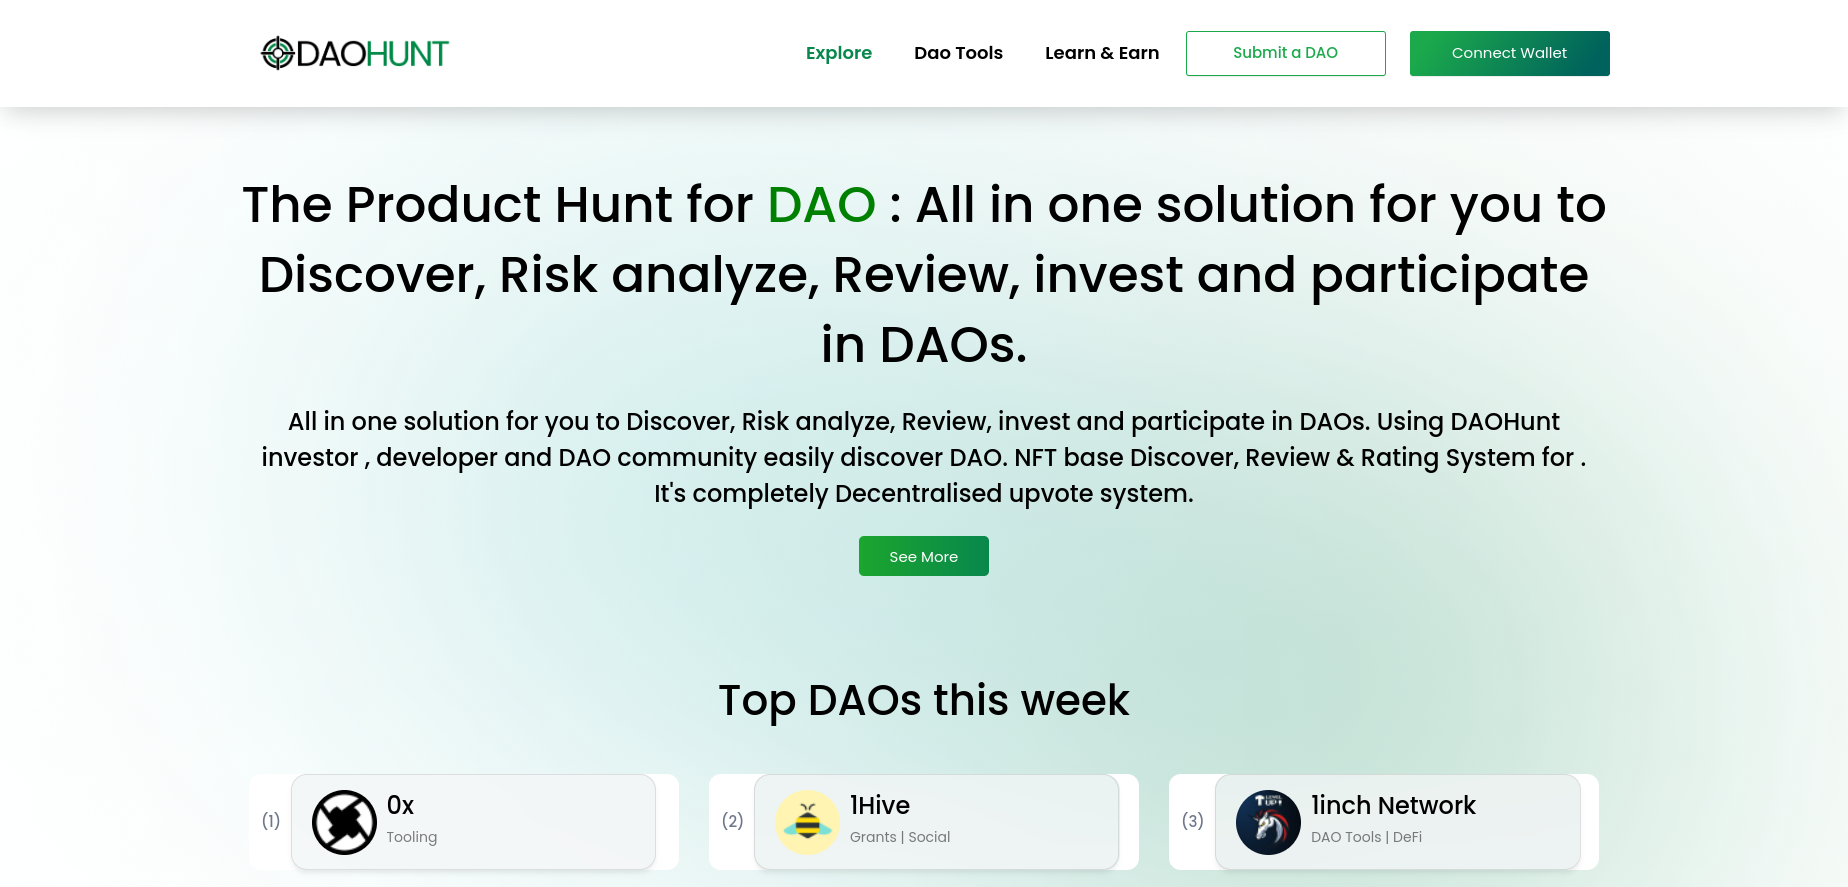 DAOHUNT
Explore
Dao Tools
Learn & Earn
Submit a DAO
Connect Wallet
The Product Hunt for DAO : All in one solution for you to
Discover, Risk analyze, Review, invest and participate
in DAOs.
All in one solution for you to Discover, Risk analyze, Review, invest and participate in DAOs. Using DAOHunt
investor , developer and DAO community easily discover DAO. NFT base Discover, Review & Rating System for .
It's completely Decentralised upvote system.
See More
Top DAOs this week
(1)
0x
Tooling
(2)
1Hive
Grants | Social
(3)
LEVEL
UP!
1inch Network
DAO Tools | DeFi